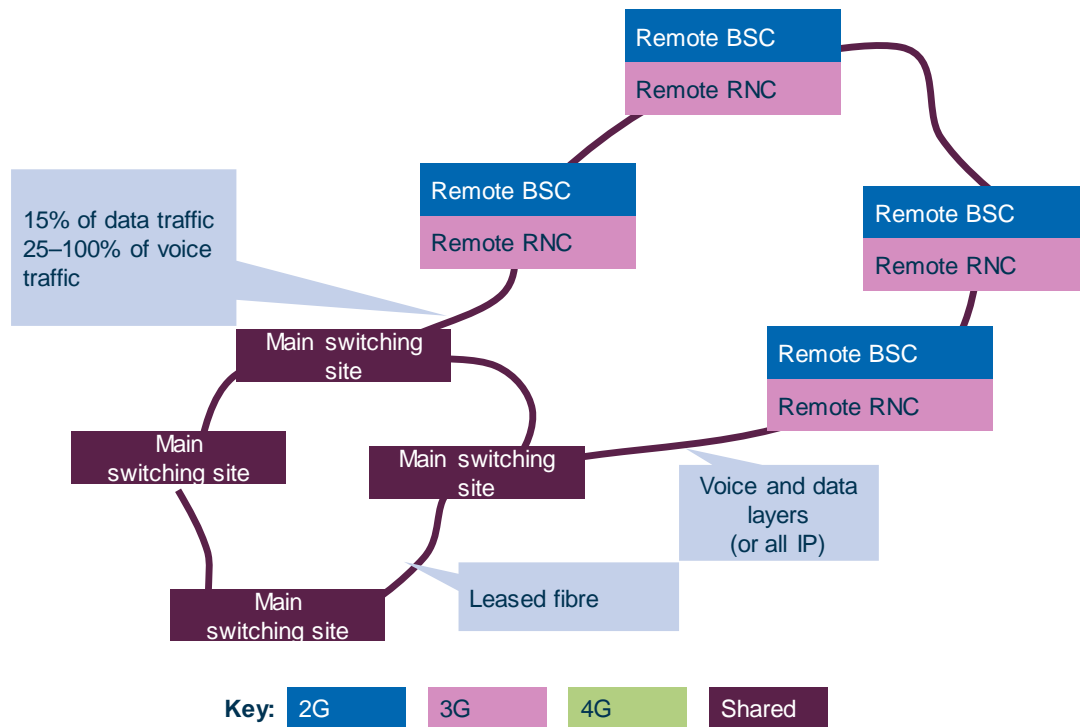 Remote BSC
Remote RNC
Remote BSC
Remote RNC
15% of data traffic
25–100% of voice
traffic
Remote BSC
Remote RNC
Main switching
site
Remote BSC
Remote RNC
Main
switching site
Main switching
site
Voice and data
layers
(or all IP)
Leased fibre
Main
switching site
Key: 2G 3G 4G Shared